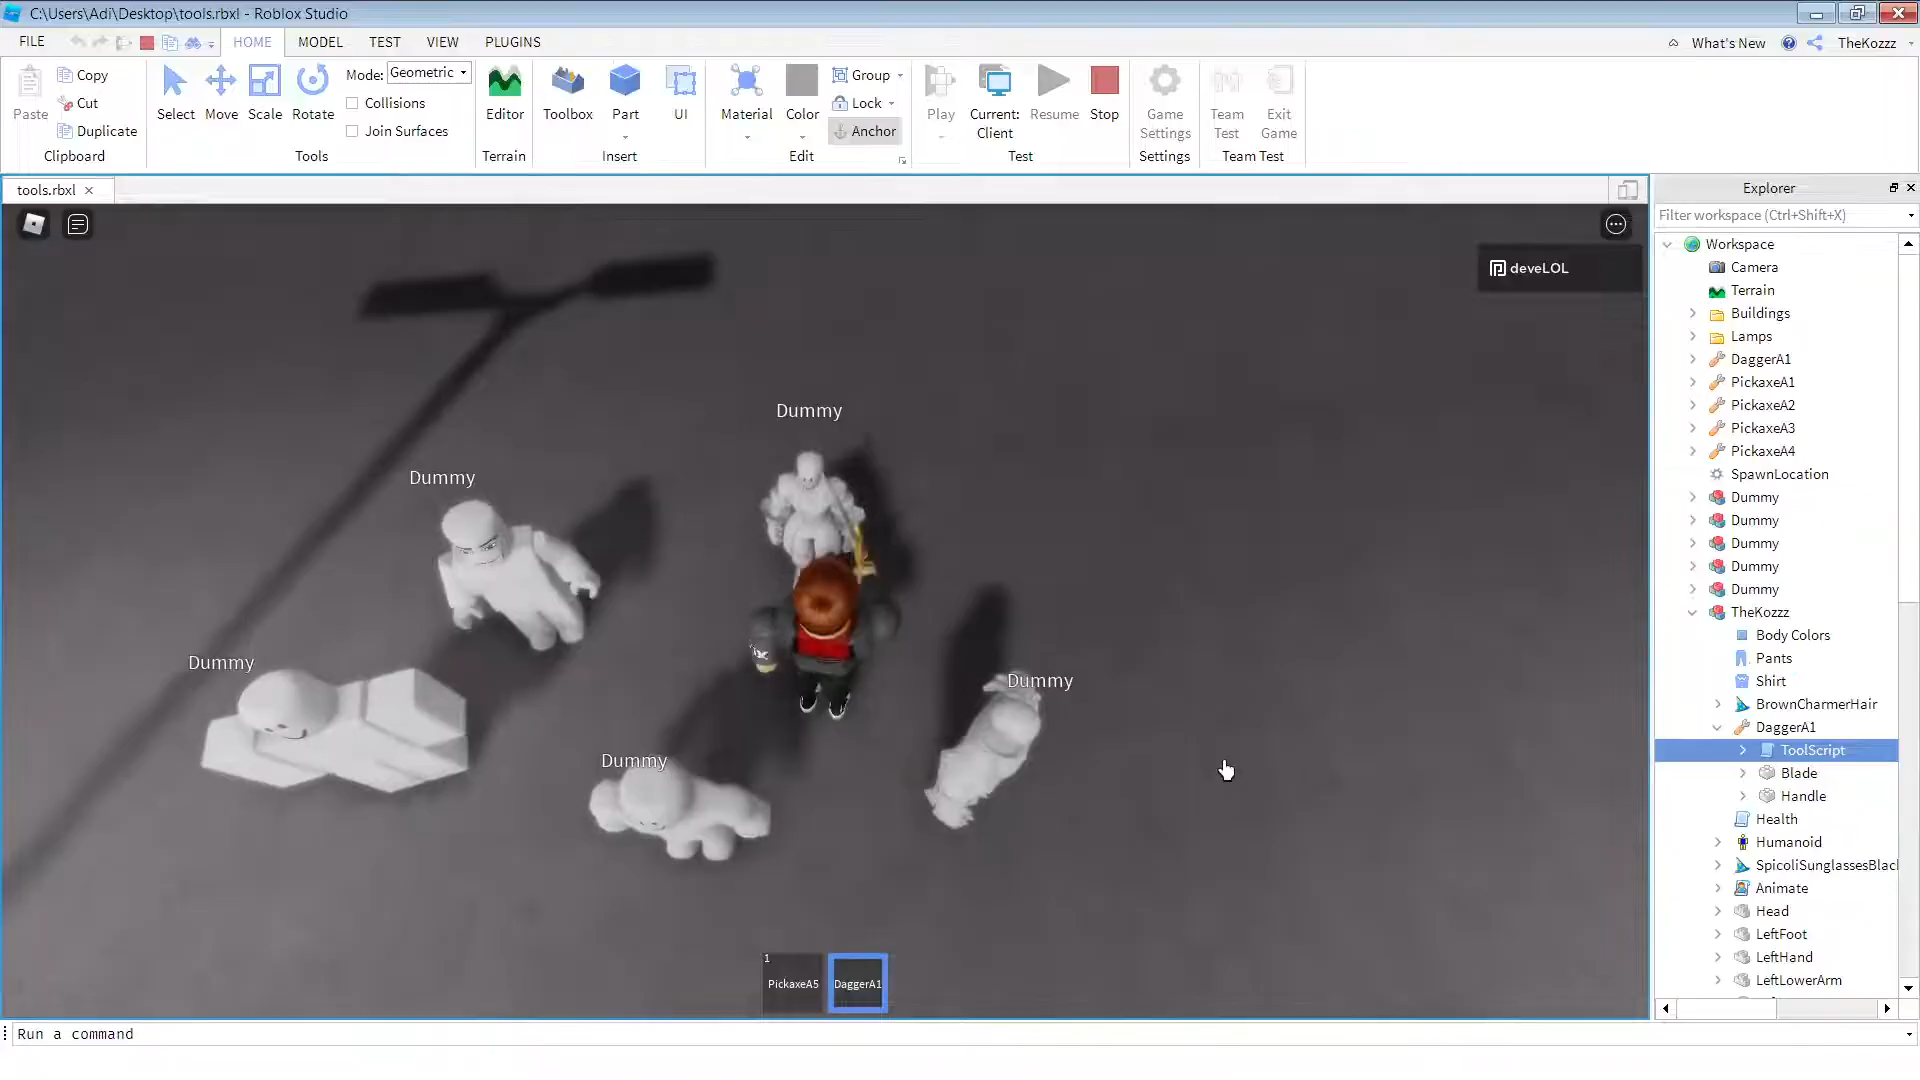 C:\Users\Adi\Desktop\tools.rbxl - Roblox Studio
FILE
HOME
MODEL
TEST
VIEW
PLUGINS
What's New
TheKozzz
Paste
Copy
Cut
Duplicate
Clipboard
Select
Move
Scale
Rotate
Mode:
Geometric
Collisions
Join Surfaces
Tools
Editor
Terrain
Toolbox
Part
UI
Insert
Material
Color
Group
Lock
Anchor
Edit
Play
Current:
Client
Resume
Stop
Test
Game
Settings
Settings
Team
Test
Exit
Game
Team Test
tools.rbxl
deveLOL
Dummy
Dummy
Dummy
Dummy
Dummy
1
PickaxeA5
DaggerA1
Explorer
Filter workspace (Ctrl+Shift+X)
Workspace
Camera
Terrain
Buildings
Lamps
DaggerA1
PickaxeA1
PickaxeA2
PickaxeA3
PickaxeA4
SpawnLocation
Dummy
Dummy
Dummy
Dummy
Dummy
TheKozzz
Body Colors
Pants
Shirt
BrownCharmerHair
DaggerA1
ToolScript
Blade
Handle
Health
Humanoid
SpicoliSunglassesBlacl
Animate
Head
LeftFoot
LeftHand
LeftLowerArm
Run a command